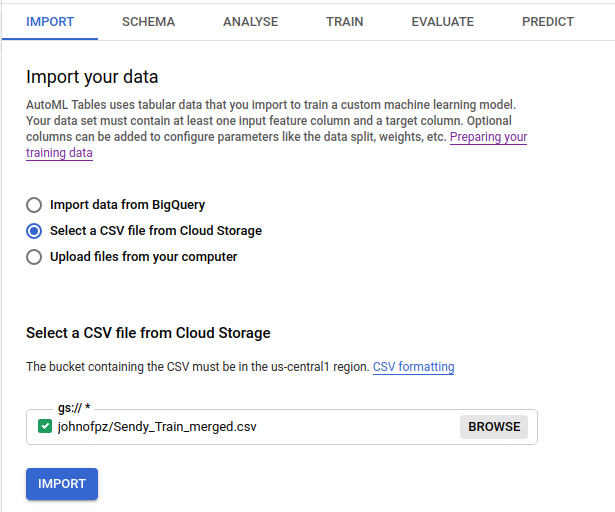 IMPORT SCHEMA ANALYSE TRAIN EVALUATE PREDICT
Import your data
AutoML Tables uses tabular data that you import to train a custom machine learning model.
Your data set must contain at least one input feature column and a target column. Optional
columns can be added to configure parameters like the data split, weights, etc. Preparing your
training data
Import data from BigQuery
Select a CSV file from Cloud Storage
Upload files from your computer
Select a CSV file from Cloud Storage
The bucket containing the CSV must be in the us-central1 region. CSV formatting
gs:// *
johnofpz/Sendy_Train_merged.csv BROWSE
IMPORT